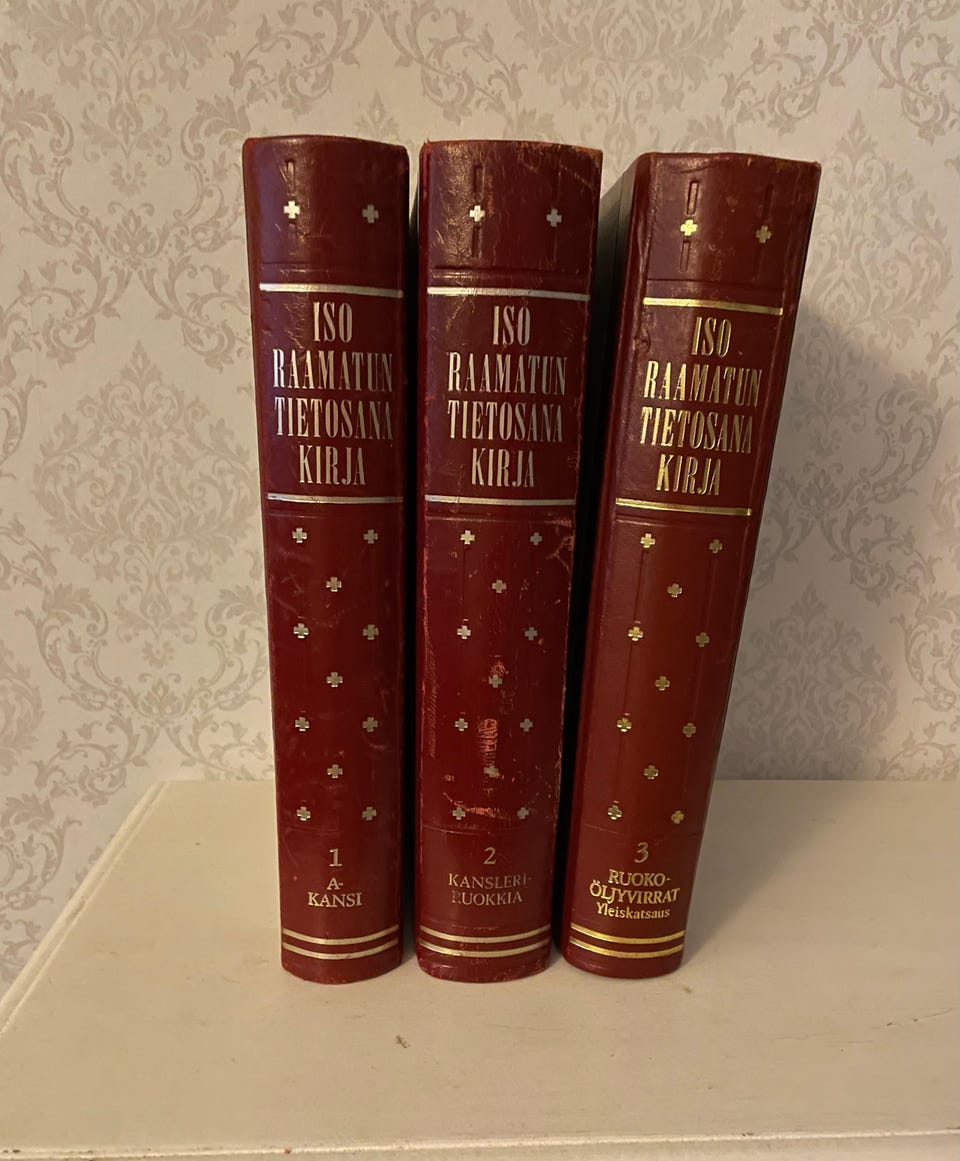 ISO
RAAMATUN
TIETOSANA
KIRJA
1
A-
KANSI
ISO
RAAMATUN
TIETOSANA
KIRJA
2
KANSLERI-
RUOKKIA
ISO
RAAMATUN
TIETOSANA
KIRJA
3
RUOKO-
ÖLJYVIRRAT
Yleiskatsaus